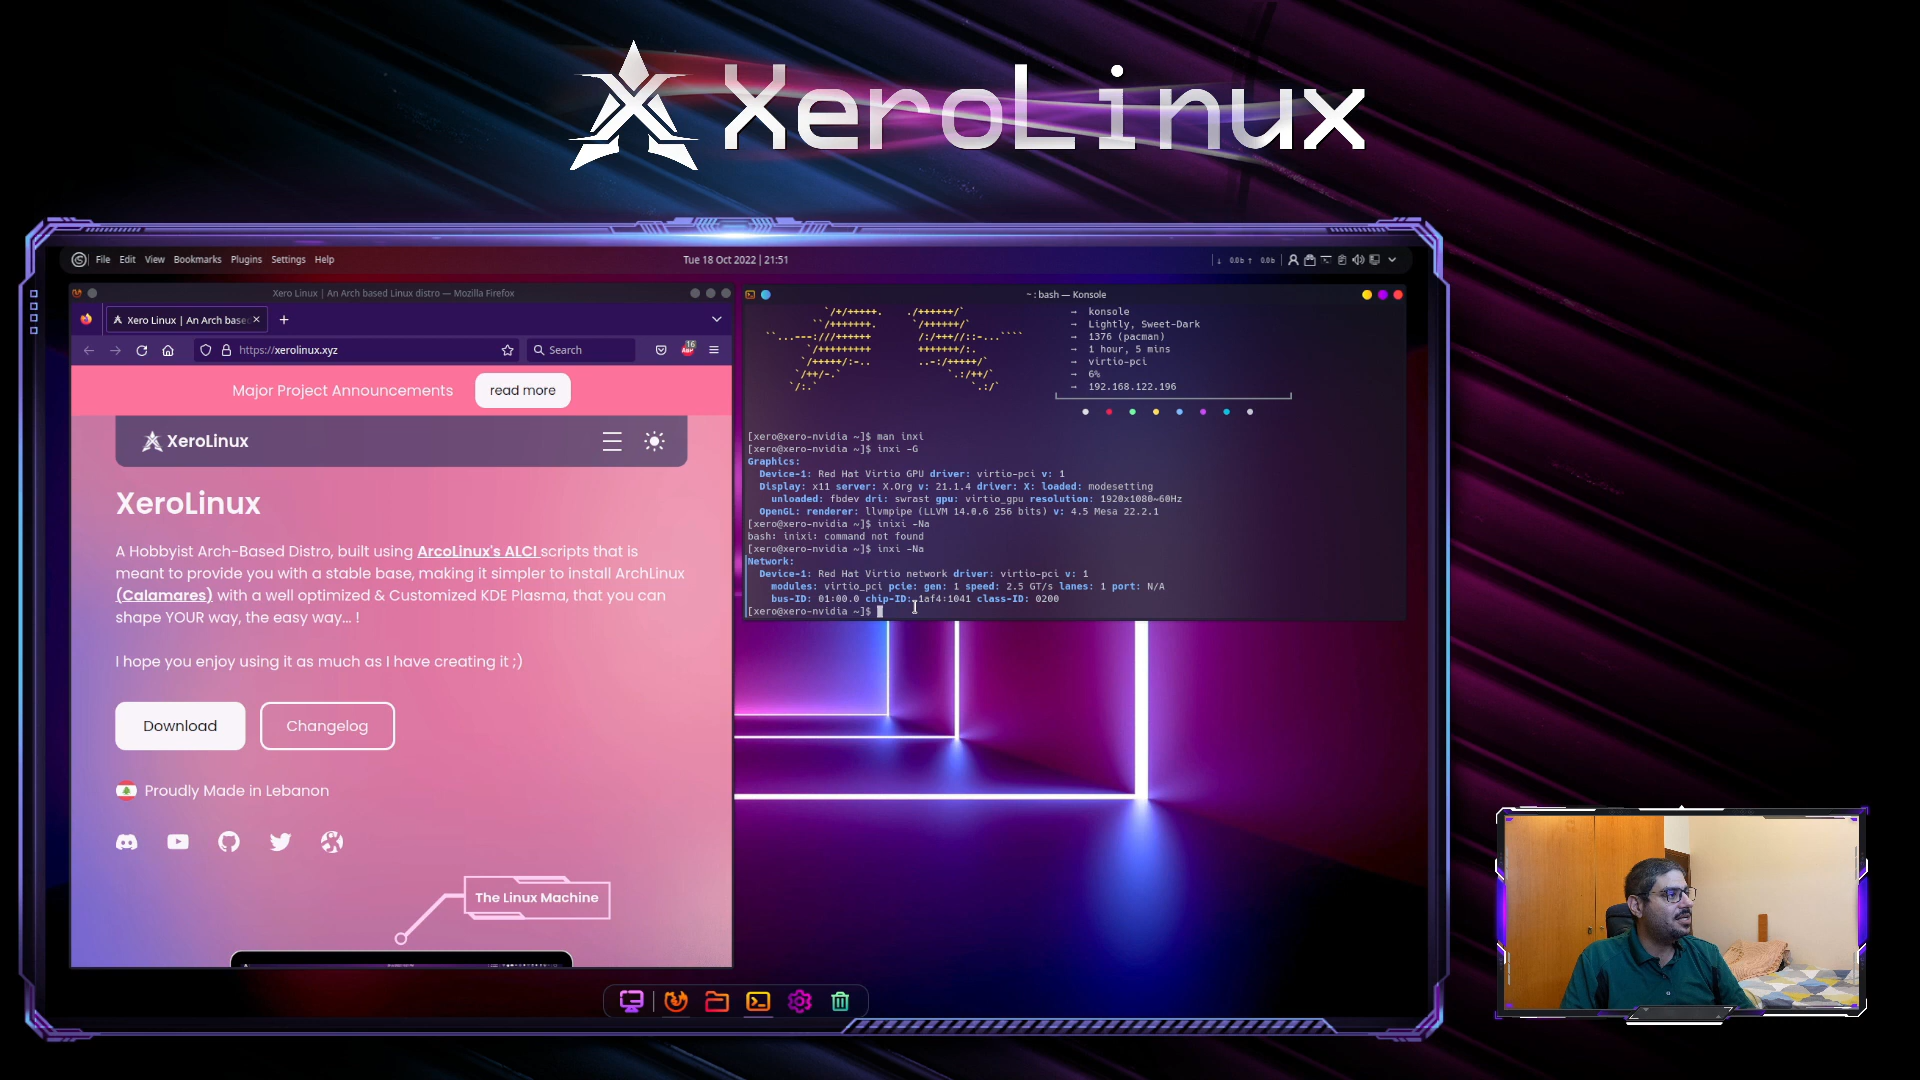 XeroLinux
File Edit View Bookmarks Plugins Settings Help
Tue 18 Oct 2022 | 21:51
↓ 0.0b ↑ 0.0b
Xero Linux | An Arch based Linux distro — Mozilla Firefox
Xero Linux | An Arch base
https://xerolinux.xyz
Search
16
Major Project Announcements
read more
XeroLinux
XeroLinux
A Hobbyist Arch-Based Distro, built using ArcoLinux's ALCI scripts that is
meant to provide you with a stable base, making it simpler to install ArchLinux
(Calamares) with a well optimized & Customized KDE Plasma, that you can
shape YOUR way, the easy way... !
I hope you enjoy using it as much as I have creating it ;)
Download
Changelog
Proudly Made in Lebanon
The Linux Machine
~ : bash — Konsole
→ konsole
→ Lightly, Sweet-Dark
→ 1376 (pacman)
→ 1 hour, 5 mins
→ virtio-pci
→ 6%
→ 192.168.122.196
[xero@xero-nvidia ~]$ man inxi
[xero@xero-nvidia ~]$ inxi -G
Graphics:
Device-1: Red Hat Virtio GPU driver: virtio-pci v: 1
Display: x11 server: X.Org v: 21.1.4 driver: X: loaded: modesetting
unloaded: fbdev dri: swrast gpu: virtio_gpu resolution: 1920x1080~60Hz
OpenGL: renderer: llvmpipe (LLVM 14.0.6 256 bits) v: 4.5 Mesa 22.2.1
[xero@xero-nvidia ~]$ inixi -Na
bash: inixi: command not found
[xero@xero-nvidia ~]$ inxi -Na
Network:
Device-1: Red Hat Virtio network driver: virtio-pci v: 1
modules: virtio_pci pcie: gen: 1 speed: 2.5 GT/s lanes: 1 port: N/A
bus-ID: 01:00.0 chip-ID: 1af4:1041 class-ID: 0200
[xero@xero-nvidia ~]$